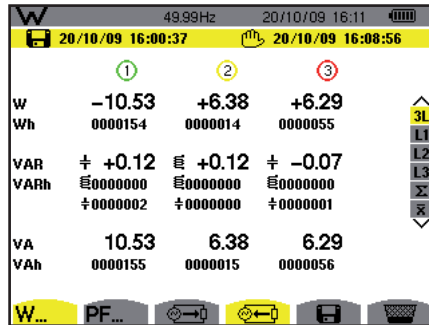 W 49.99Hz 20/10/09 16:11
20/10/09 16:00:37 20/10/09 16:08:56
1 2 3
W -10.53 +6.38 +6.29
Wh 0000154 0000014 0000055
3L
L1
VAR +0.12 +0.12 -0.07
L2
VARh 0000000 0000000 0000000
L3
0000002 0000000 0000001
Σ
x̅
VA 10.53 6.38 6.29
VAh 0000155 0000015 0000056
W... PF...